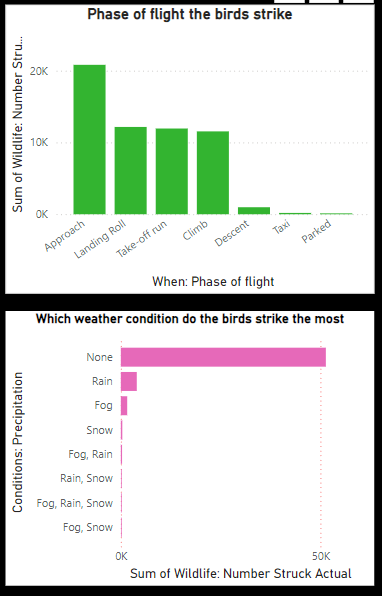 Phase of flight the birds strike
Sum of Wildlife: Number Stru...
20K
10K
0K
Approach
Landing Roll
Take-off run
Climb
Descent
Taxi
Parked
When: Phase of flight
Which weather condition do the birds strike the most
Conditions: Precipitation
None
Rain
Fog
Snow
Fog, Rain
Rain, Snow
Fog, Rain, Snow
Fog, Snow
0K
50K
Sum of Wildlife: Number Struck Actual